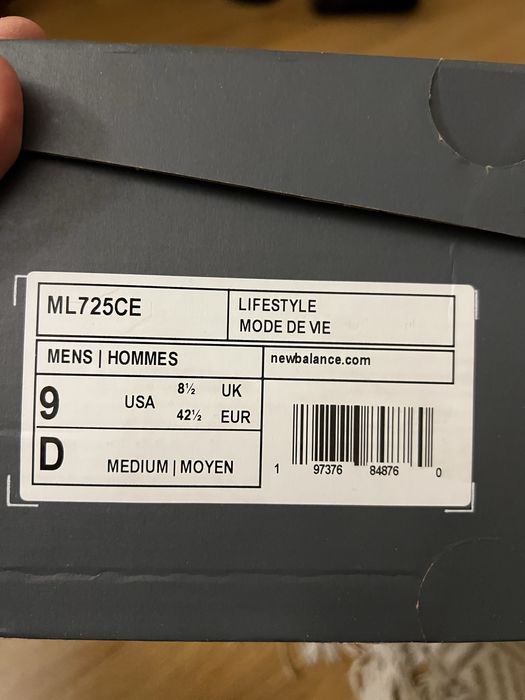 ML725CE
LIFESTYLE
MODE DE VIE
MENS | HOMMES
newbalance.com
9 USA 8½ UK
42½ EUR
D MEDIUM | MOYEN
1 97376 84876 0